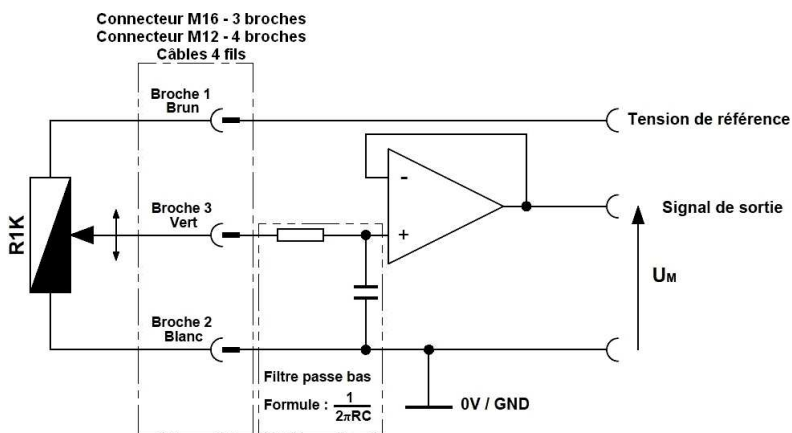 Connecteur M16 - 3 broches
Connecteur M12 - 4 broches
Câbles 4 fils
Broche 1
Brun
Tension de référence
-
Broche 3
Vert
+
Signal de sortie
R1K
UM
Broche 2
Blanc
Filtre passe bas
Formule : 1
2πRC
0V / GND